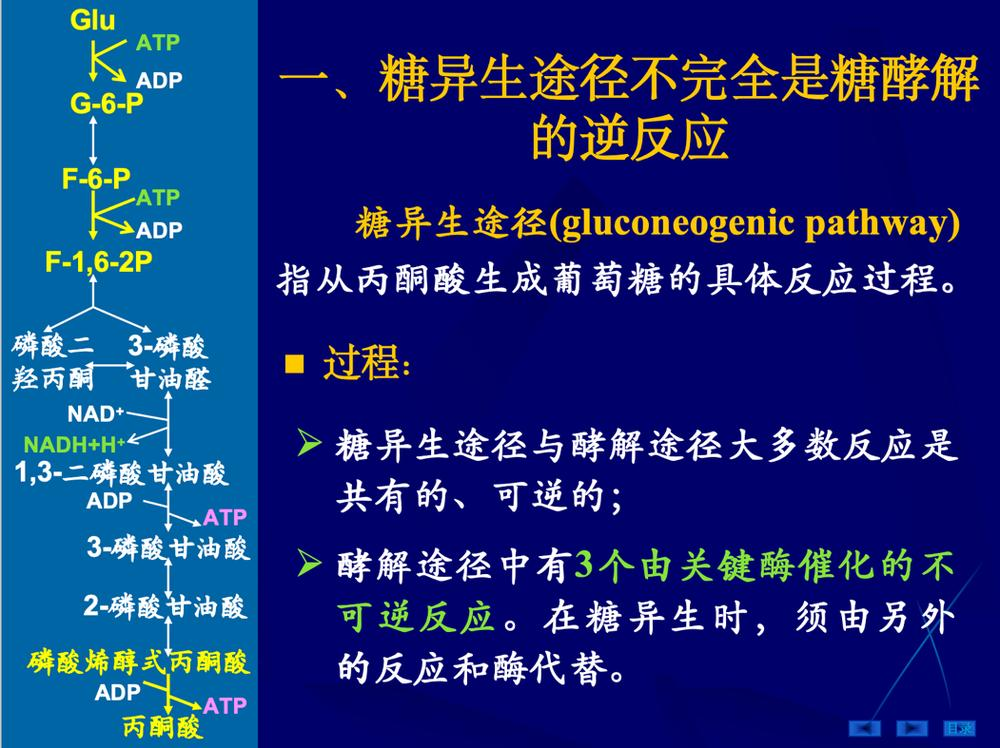 Glu
ATP
ADP
G-6-P
F-6-P
ATP
ADP
F-1,6-2P
磷酸二
羟丙酮
3-磷酸
甘油醛
NAD+
NADH+H+
1,3-二磷酸甘油酸
ADP
ATP
3-磷酸甘油酸
2-磷酸甘油酸
磷酸烯醇式丙酮酸
ADP
ATP
丙酮酸
一、糖异生途径不完全是糖酵解
的逆反应
糖异生途径(gluconeogenic pathway)
指从丙酮酸生成葡萄糖的具体反应过程。
过程：
糖异生途径与酵解途径大多数反应是
共有的、可逆的；
酵解途径中有3个由关键酶催化的不
可逆反应。在糖异生时，须由另外
的反应和酶代替。
目录